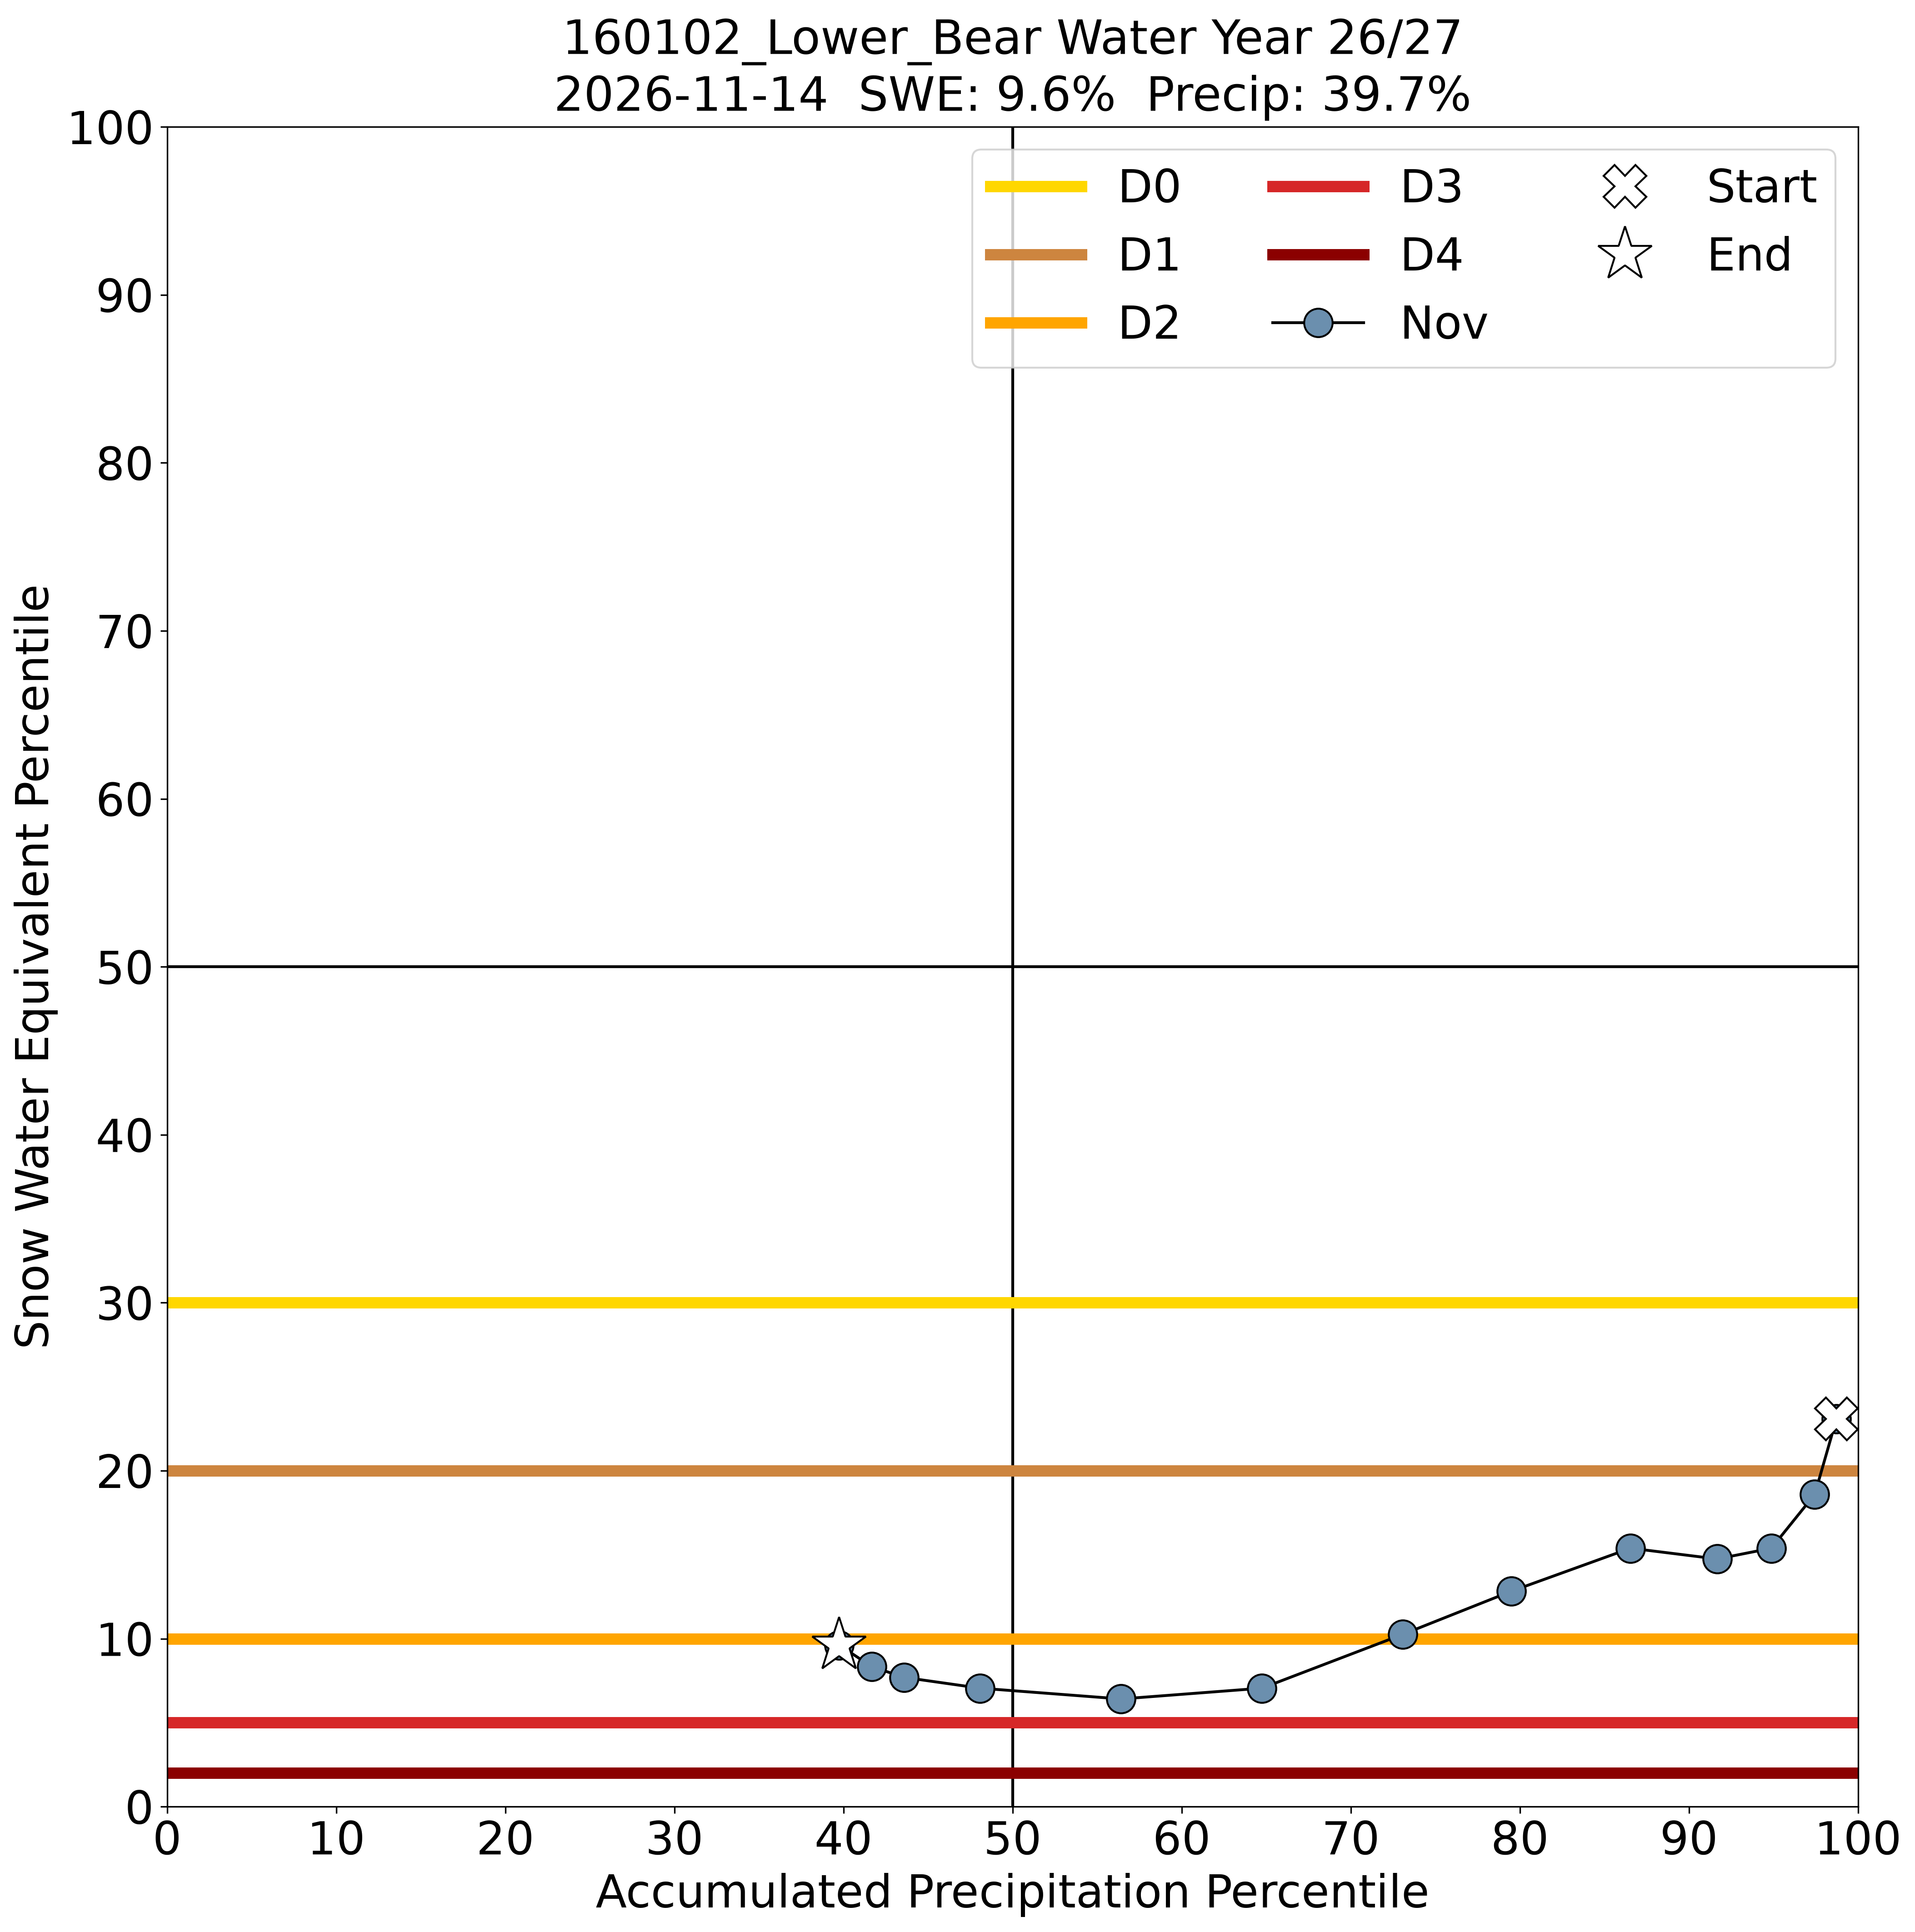 160102_Lower_Bear Water Year 26/27
2026-11-14  SWE: 9.6%  Precip: 39.7%
100
90
80
70
60
50
40
30
20
10
0
Snow Water Equivalent Percentile
D0
D1
D2
D3
D4
Nov
Start
End
0 10 20 30 40 50 60 70 80 90 100
Accumulated Precipitation Percentile